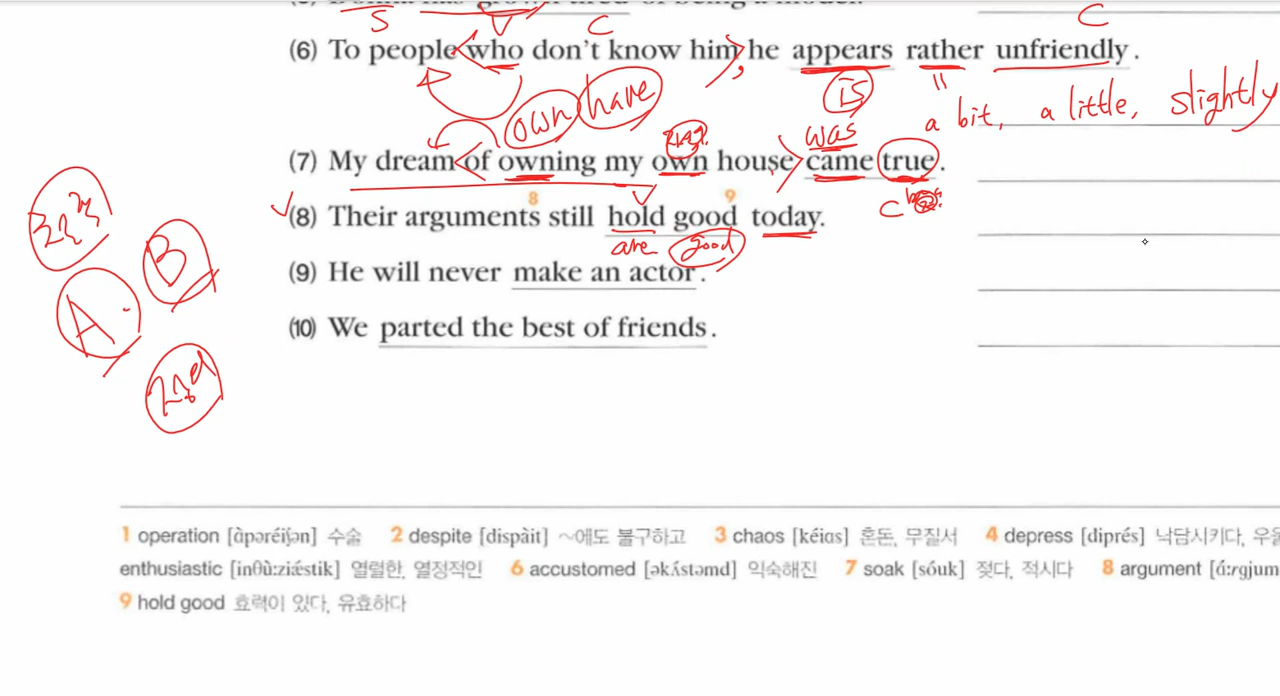 S V C C
(6) To people who don't know him, he appears rather unfriendly.
is
a bit, a little, slightly
own have
was
(7) My dream of owning my own house came true.
V C
(8) Their arguments⁸ still hold good⁹ today.
are good
B
A
(9) He will never make an actor.
(10) We parted the best of friends.
1 operation [ὰpəréiʃən] 수술 2 despite [dispàit] ~에도 불구하고 3 chaos [kéiɑs] 혼돈, 무질서 4 depress [diprés] 낙담시키다,
enthusiastic [inθù:ziǽstik] 열렬한, 열정적인 6 accustomed [əkʌ́stəmd] 익숙해진 7 soak [sóuk] 젖다, 적시다 8 argument
9 hold good 효력이 있다, 유효하다